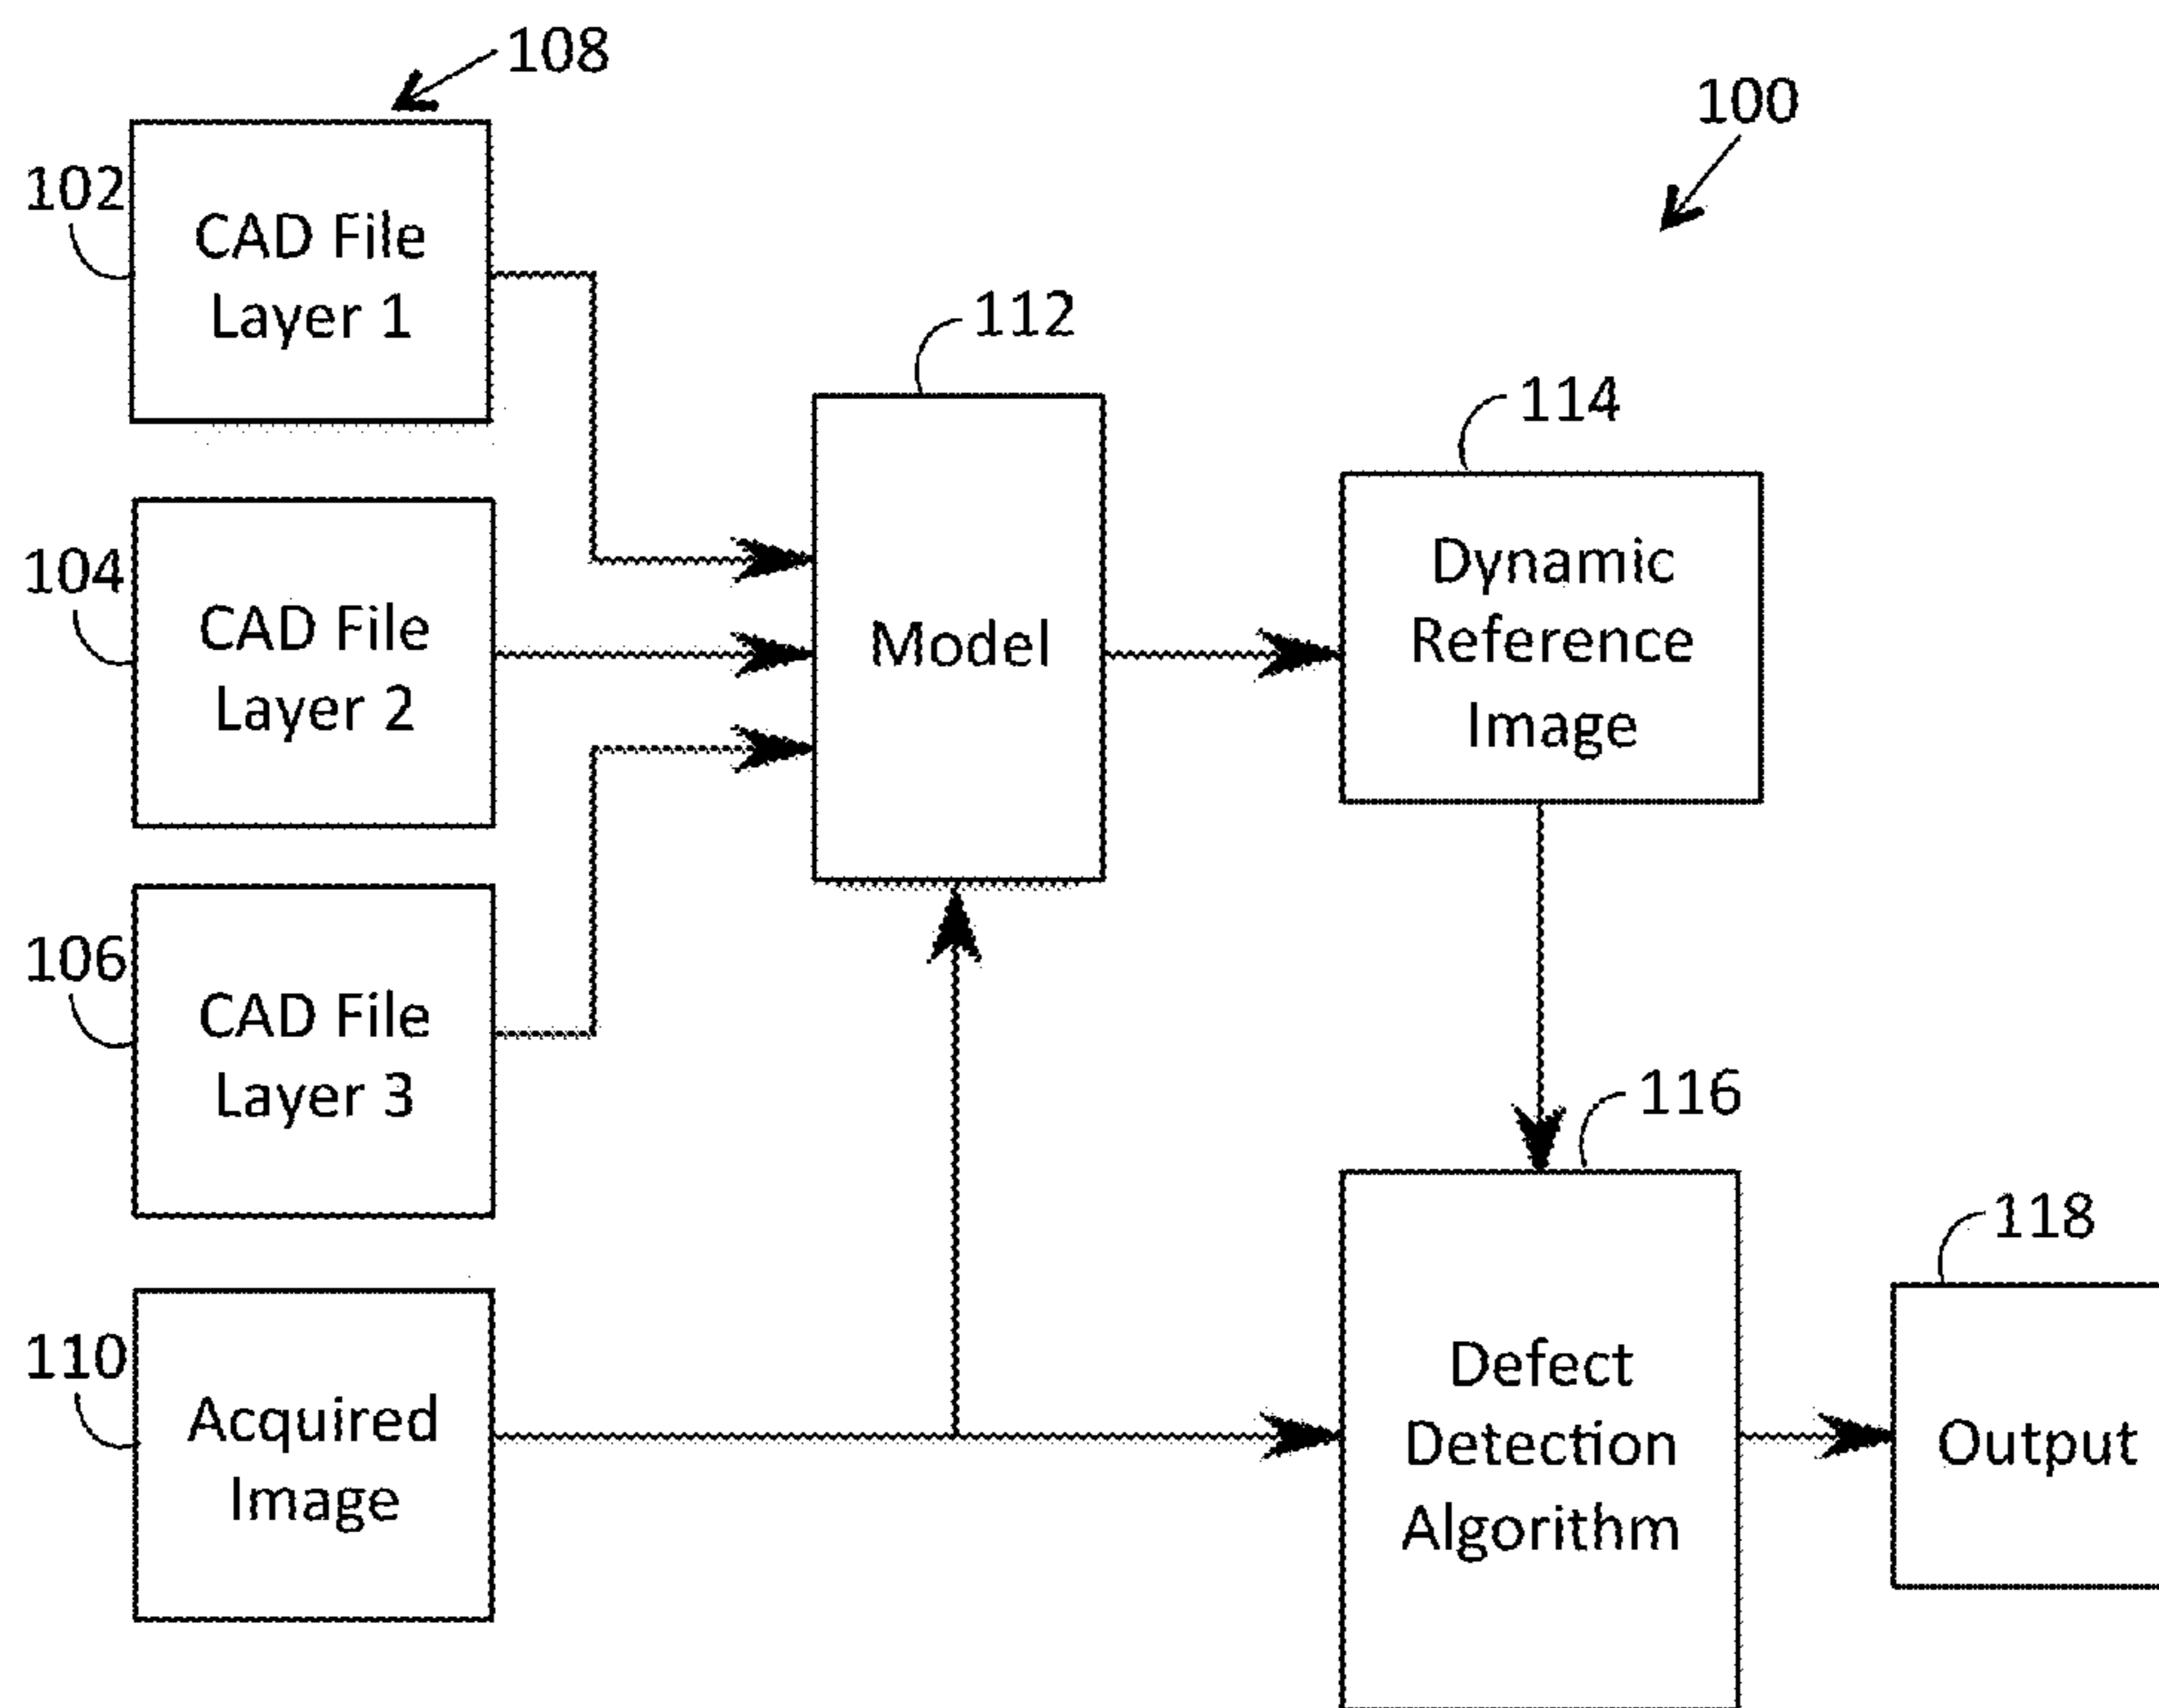 108
100
102
CAD File
Layer 1
112
114
104
CAD File
Layer 2
Model
Dynamic
Reference
Image
106
CAD File
Layer 3
116
118
110
Acquired
Image
Defect
Detection
Algorithm
Output